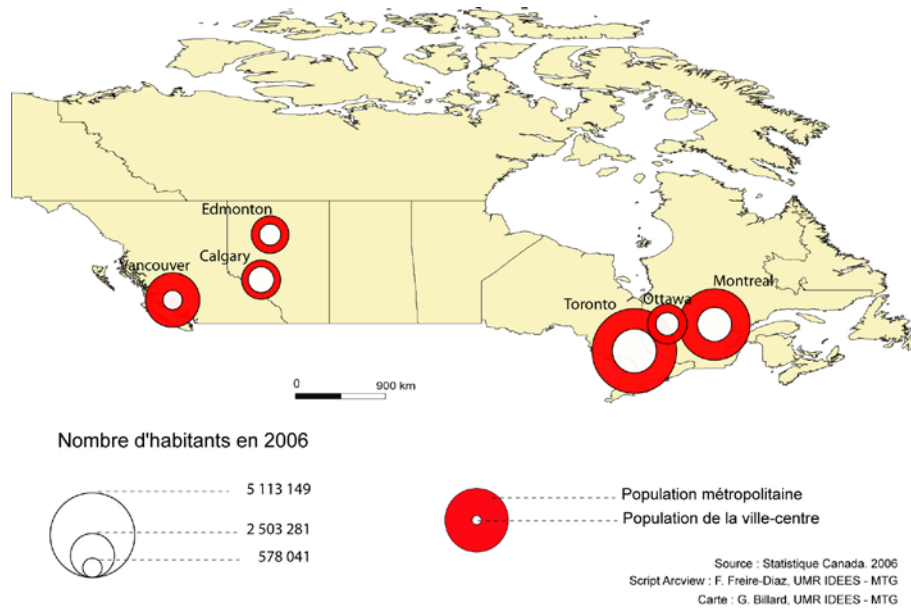 Edmonton
Calgary
Vancouver
Montreal
Toronto
Ottawa
0 900 km
Nombre d'habitants en 2006
5 113 149
2 503 281
578 041
Population métropolitaine
Population de la ville-centre
Source : Statistique Canada. 2006
Script Arcview : F. Freire-Diaz, UMR IDEES - MTG
Carte : G. Billard, UMR IDEES - MTG